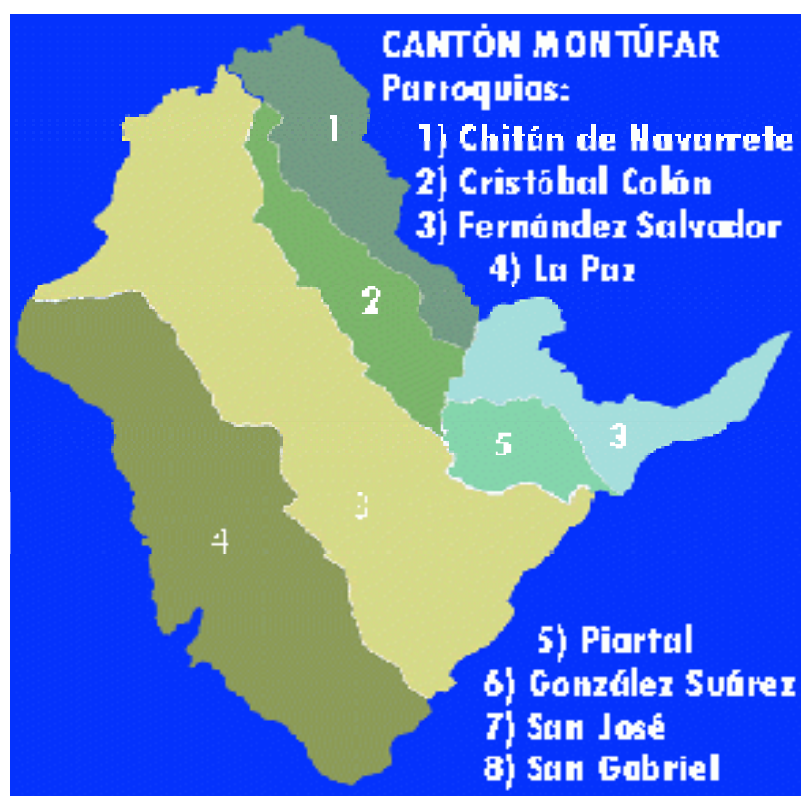 CANTÓN MONTÚFAR
Parroquias:
1) Chitán de Navarrete
2) Cristóbal Colón
3) Fernández Salvador
4) La Paz
1
2
3
5
4
5) Piartal
6) González Suárez
7) San José
8) San Gabriel